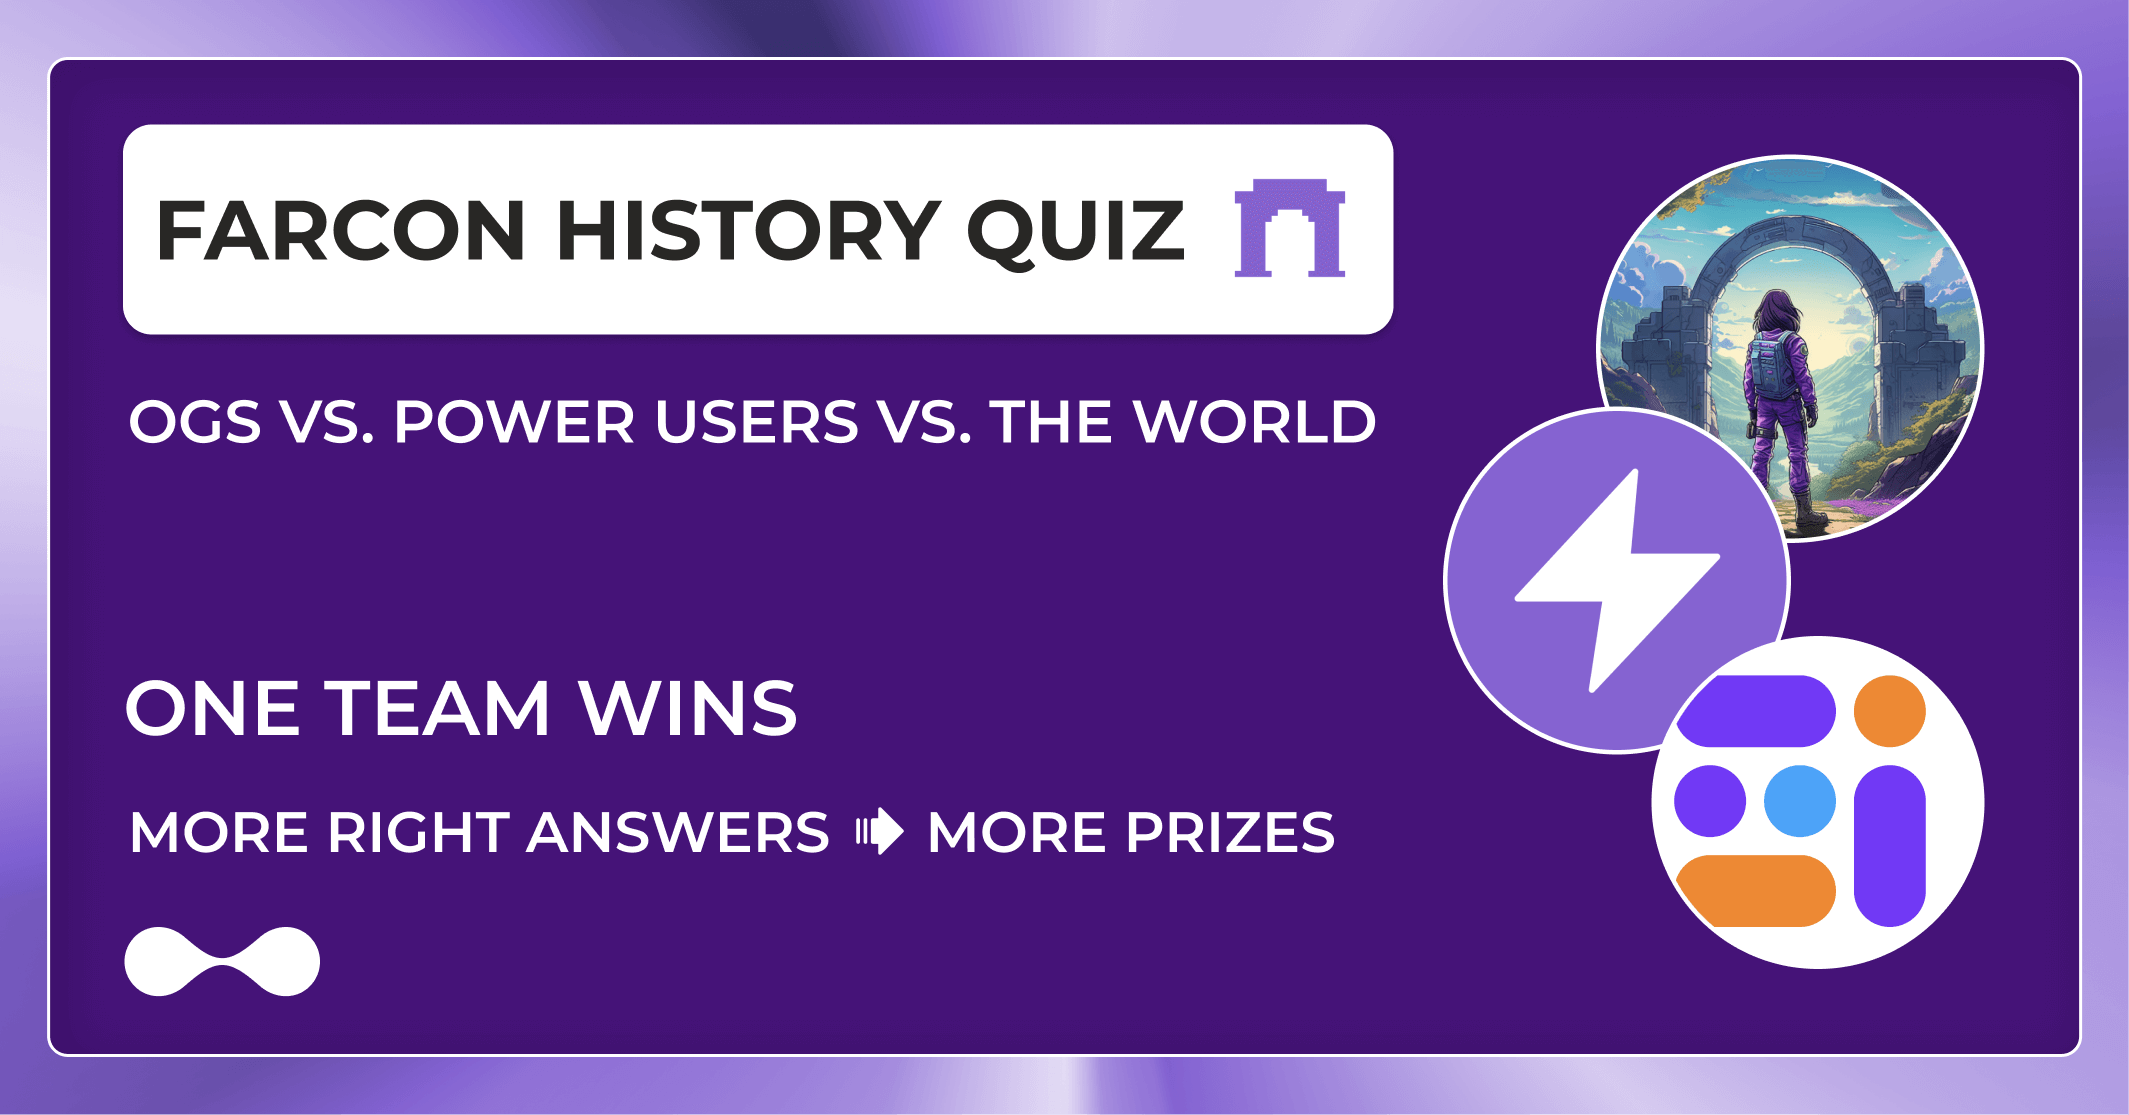 FARCON HISTORY QUIZ
OGS VS. POWER USERS VS. THE WORLD
ONE TEAM WINS
MORE RIGHT ANSWERS ➠ MORE PRIZES